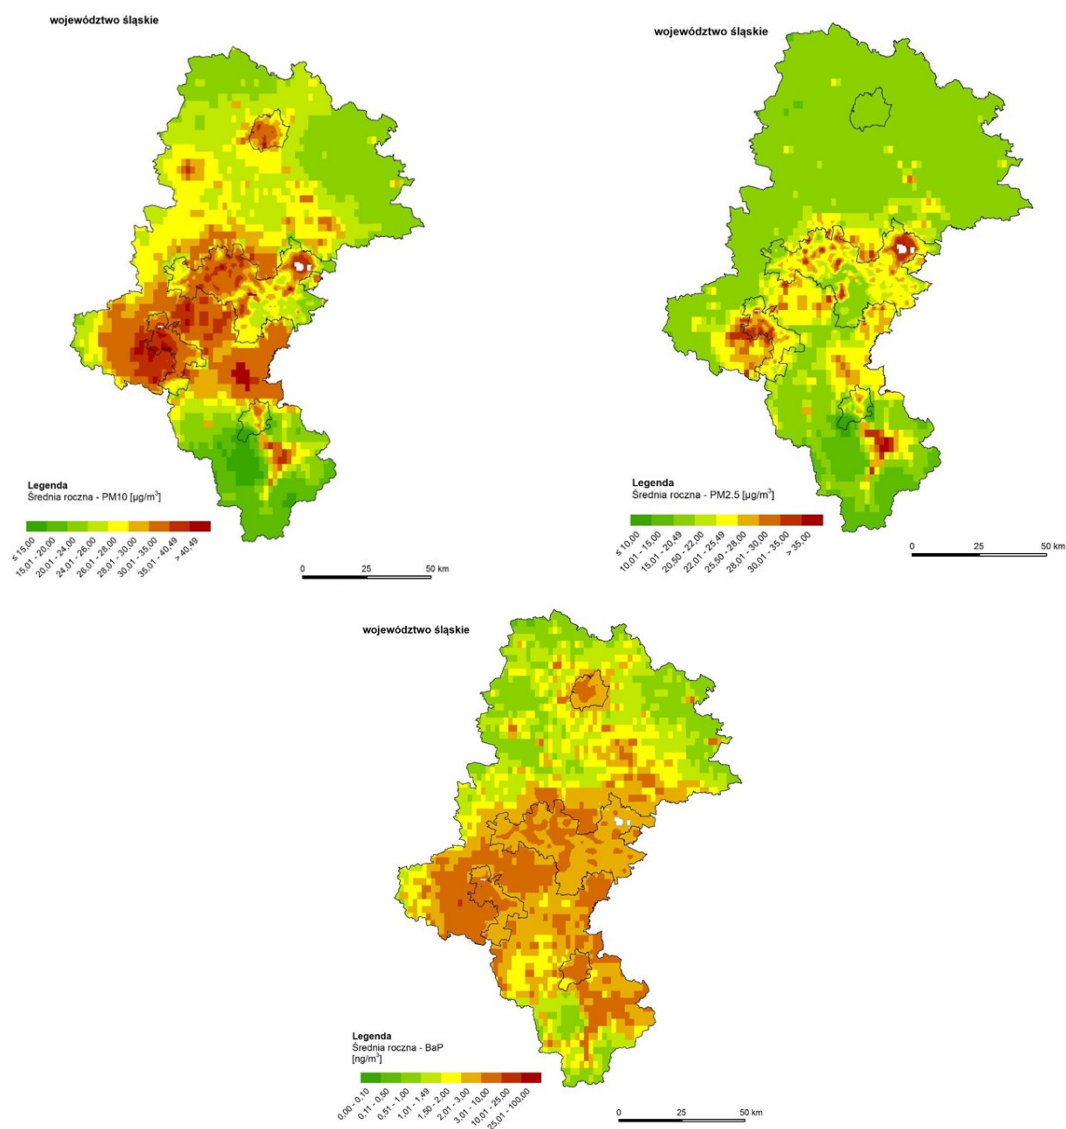 województwo śląskie
Legenda
Średnia roczna - PM10 [µg/m³]
≤ 15,00
15,01 - 20,00
20,01 - 24,00
24,01 - 26,00
26,01 - 28,00
28,01 - 30,00
30,01 - 35,00
35,01 - 40,49
> 40,49
0 25 50 km
województwo śląskie
Legenda
Średnia roczna - PM2.5 [µg/m³]
≤ 10,00
10,01 - 15,00
15,01 - 20,49
20,50 - 22,00
22,01 - 25,49
25,50 - 28,00
28,01 - 30,00
30,01 - 35,00
> 35,00
0 25 50 km
województwo śląskie
Legenda
Średnia roczna - BaP
[ng/m³]
0,00 - 0,10
0,11 - 0,50
0,51 - 1,00
1,01 - 1,49
1,50 - 2,00
2,01 - 3,00
3,01 - 10,00
10,01 - 25,00
25,01 - 100,00
0 25 50 km